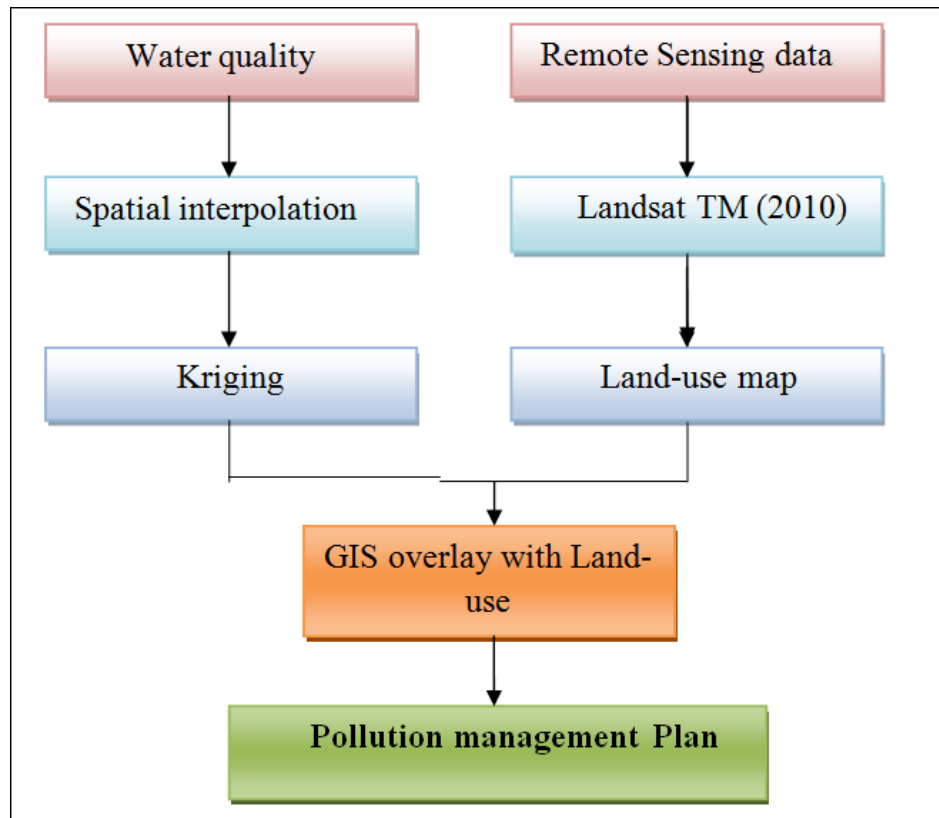 Water quality
Remote Sensing data
Spatial interpolation
Landsat TM (2010)
Kriging
Land-use map
GIS overlay with Land-
use
Pollution management Plan